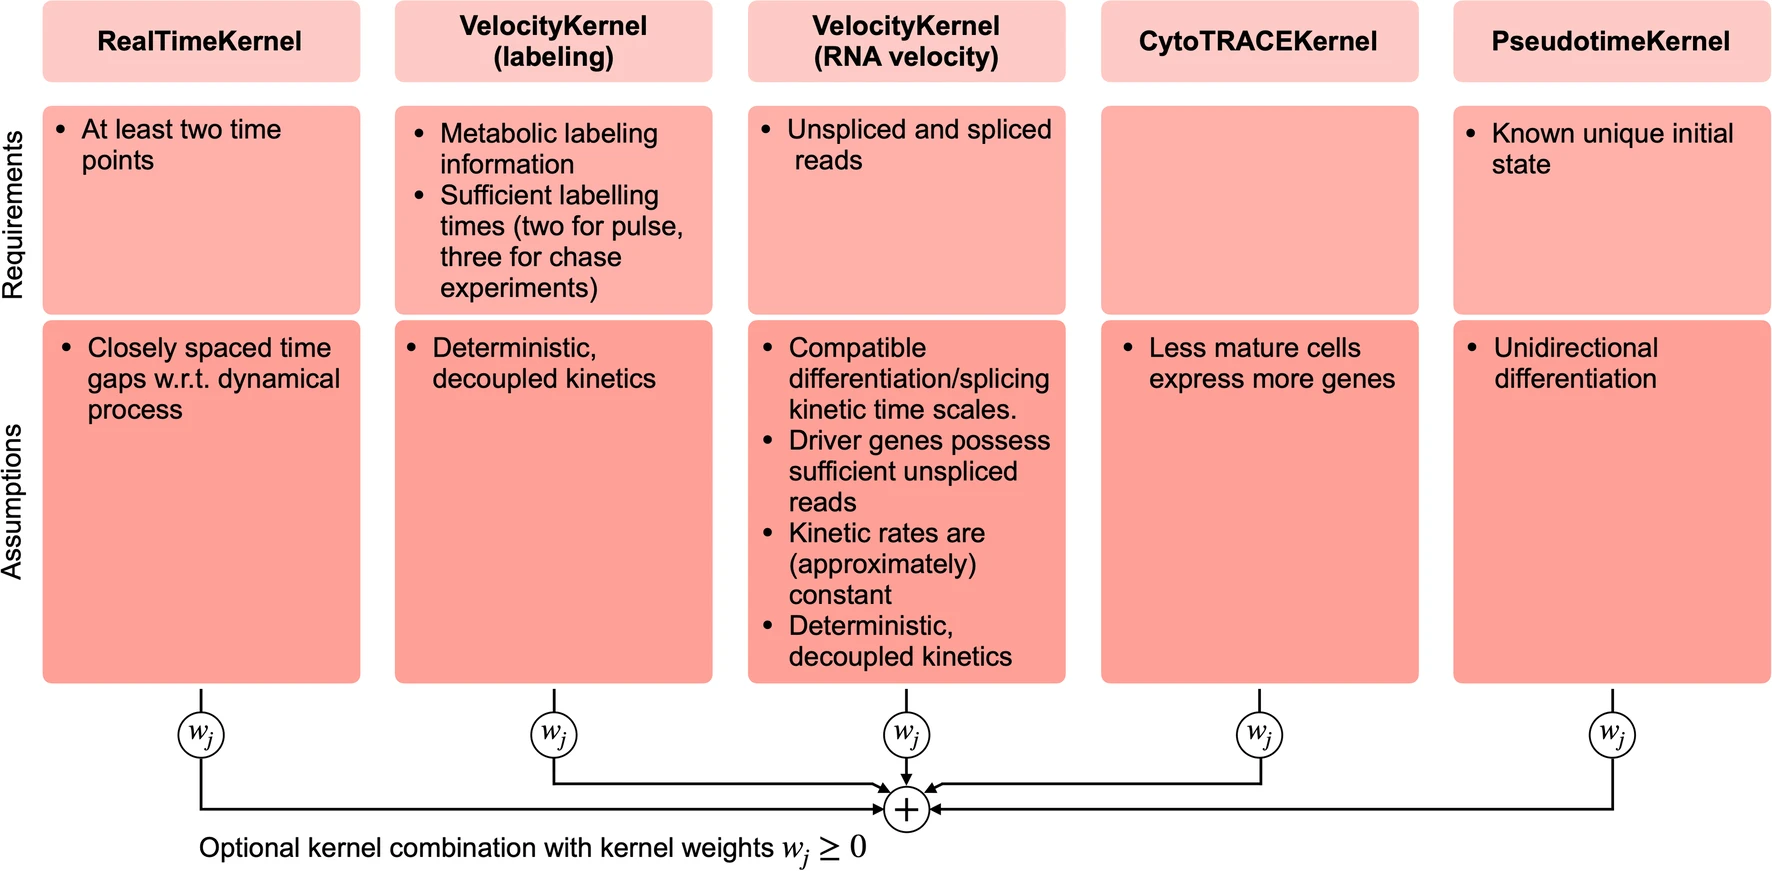 RealTimeKernel
VelocityKernel
(labeling)
VelocityKernel
(RNA velocity)
CytoTRACEKernel
PseudotimeKernel
Requirements
• At least two time
points
• Metabolic labeling
information
• Sufficient labelling
times (two for pulse,
three for chase
experiments)
• Unspliced and spliced
reads
• Known unique initial
state
Assumptions
• Closely spaced time
gaps w.r.t. dynamical
process
• Deterministic,
decoupled kinetics
• Compatible
differentiation/splicing
kinetic time scales.
• Driver genes possess
sufficient unspliced
reads
• Kinetic rates are
(approximately)
constant
• Deterministic,
decoupled kinetics
• Less mature cells
express more genes
• Unidirectional
differentiation
w_j
w_j
w_j
w_j
w_j
+
Optional kernel combination with kernel weights w_j ≥ 0